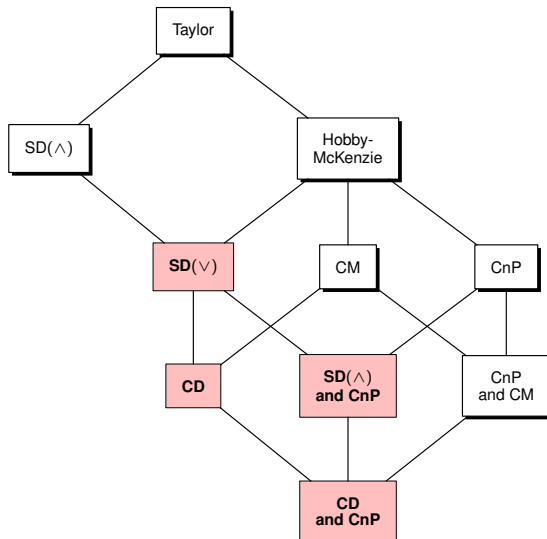 Taylor
SD(∧)
Hobby-
McKenzie
SD(∨)
CM
CnP
CD
SD(∧)
and CnP
CnP
and CM
CD
and CnP